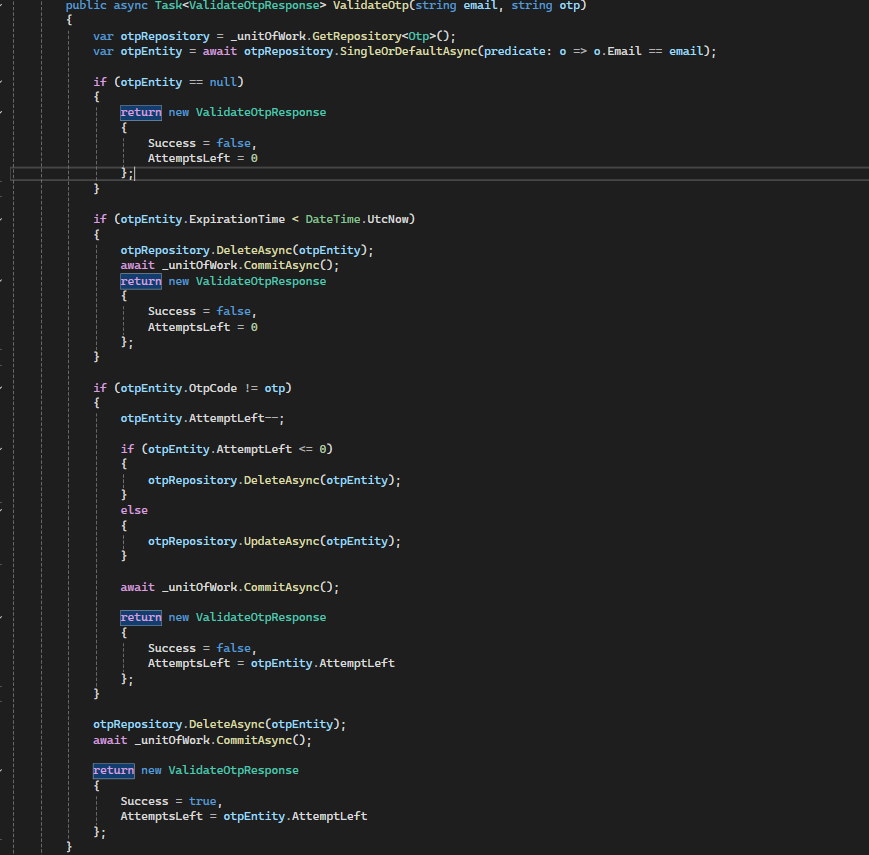 public async Task<ValidateOtpResponse> ValidateOtp(string email, string otp)
{
var otpRepository = _unitOfWork.GetRepository<Otp>();
var otpEntity = await otpRepository.SingleOrDefaultAsync(predicate: o => o.Email == email);
if (otpEntity == null)
{
return new ValidateOtpResponse
{
Success = false,
AttemptsLeft = 0
};
}
if (otpEntity.ExpirationTime < DateTime.UtcNow)
{
otpRepository.DeleteAsync(otpEntity);
await _unitOfWork.CommitAsync();
return new ValidateOtpResponse
{
Success = false,
AttemptsLeft = 0
};
}
if (otpEntity.OtpCode != otp)
{
otpEntity.AttemptLeft--;
if (otpEntity.AttemptLeft <= 0)
{
otpRepository.DeleteAsync(otpEntity);
}
else
{
otpRepository.UpdateAsync(otpEntity);
}
await _unitOfWork.CommitAsync();
return new ValidateOtpResponse
{
Success = false,
AttemptsLeft = otpEntity.AttemptLeft
};
}
otpRepository.DeleteAsync(otpEntity);
await _unitOfWork.CommitAsync();
return new ValidateOtpResponse
{
Success = true,
AttemptsLeft = otpEntity.AttemptLeft
};
}